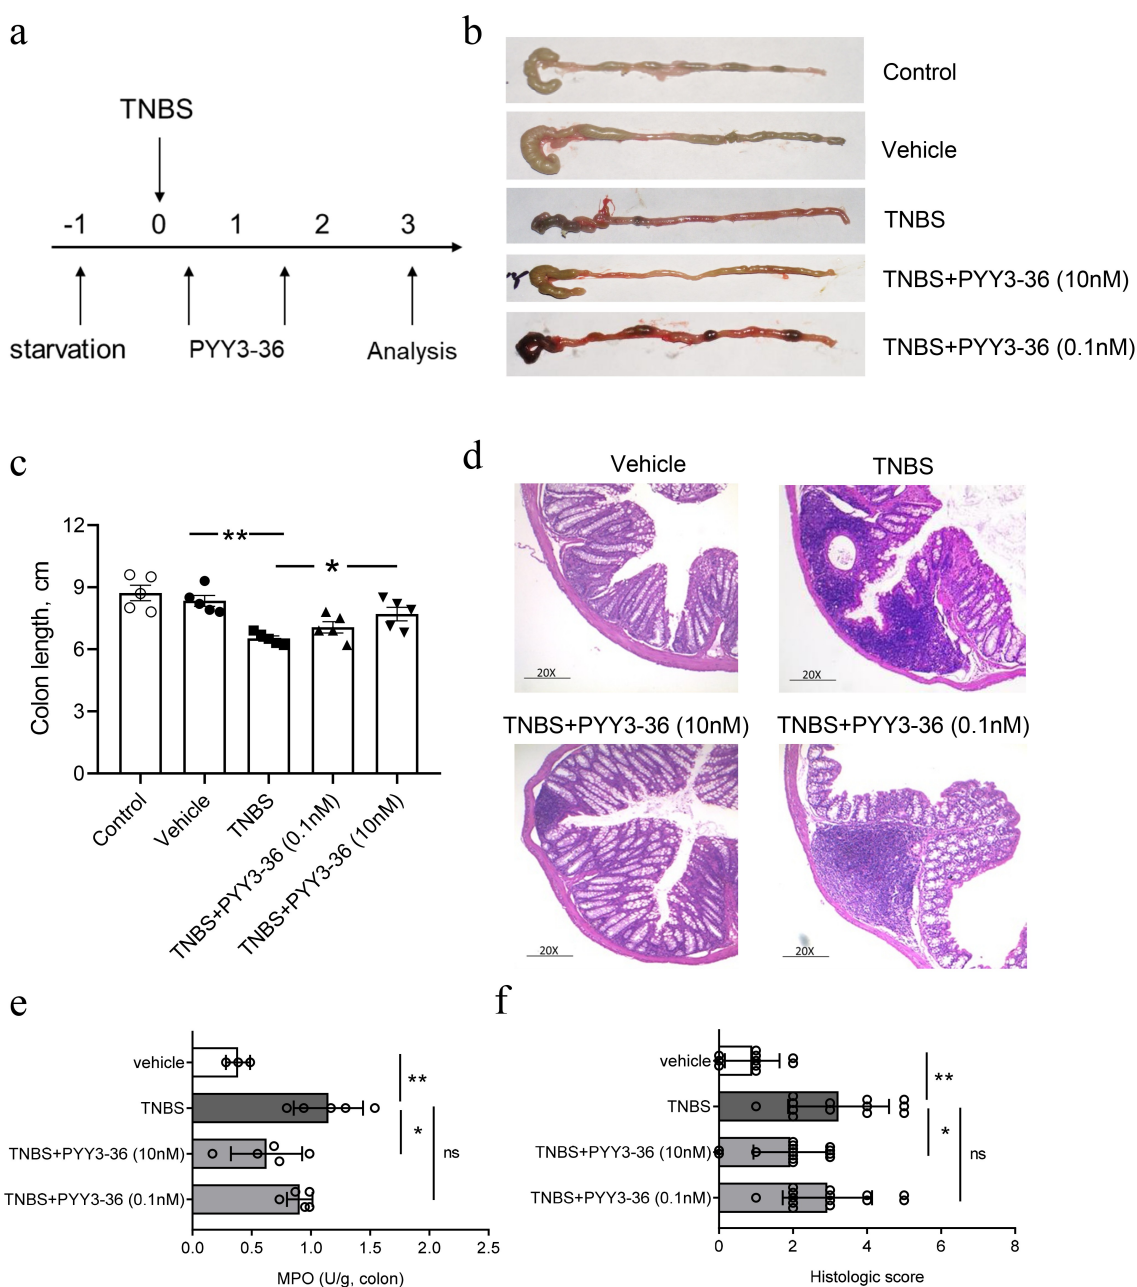 a
TNBS
-1 0 1 2 3
starvation PYY3-36 Analysis
b
Control
Vehicle
TNBS
TNBS+PYY3-36 (10nM)
TNBS+PYY3-36 (0.1nM)
c
Colon length, cm
12
9
6
3
0
**
*
Control
Vehicle
TNBS
TNBS+PYY3-36 (0.1nM)
TNBS+PYY3-36 (10nM)
d
Vehicle TNBS
20X 20X
TNBS+PYY3-36 (10nM) TNBS+PYY3-36 (0.1nM)
20X 20X
e
vehicle
TNBS
TNBS+PYY3-36 (10nM)
TNBS+PYY3-36 (0.1nM)
**
*
ns
0.0 0.5 1.0 1.5 2.0 2.5
MPO (U/g, colon)
f
vehicle
TNBS
TNBS+PYY3-36 (10nM)
TNBS+PYY3-36 (0.1nM)
**
*
ns
0 2 4 6 8
Histologic score